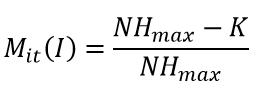 M_{it}(I) = \frac{NH_{max} - K}{NH_{max}}